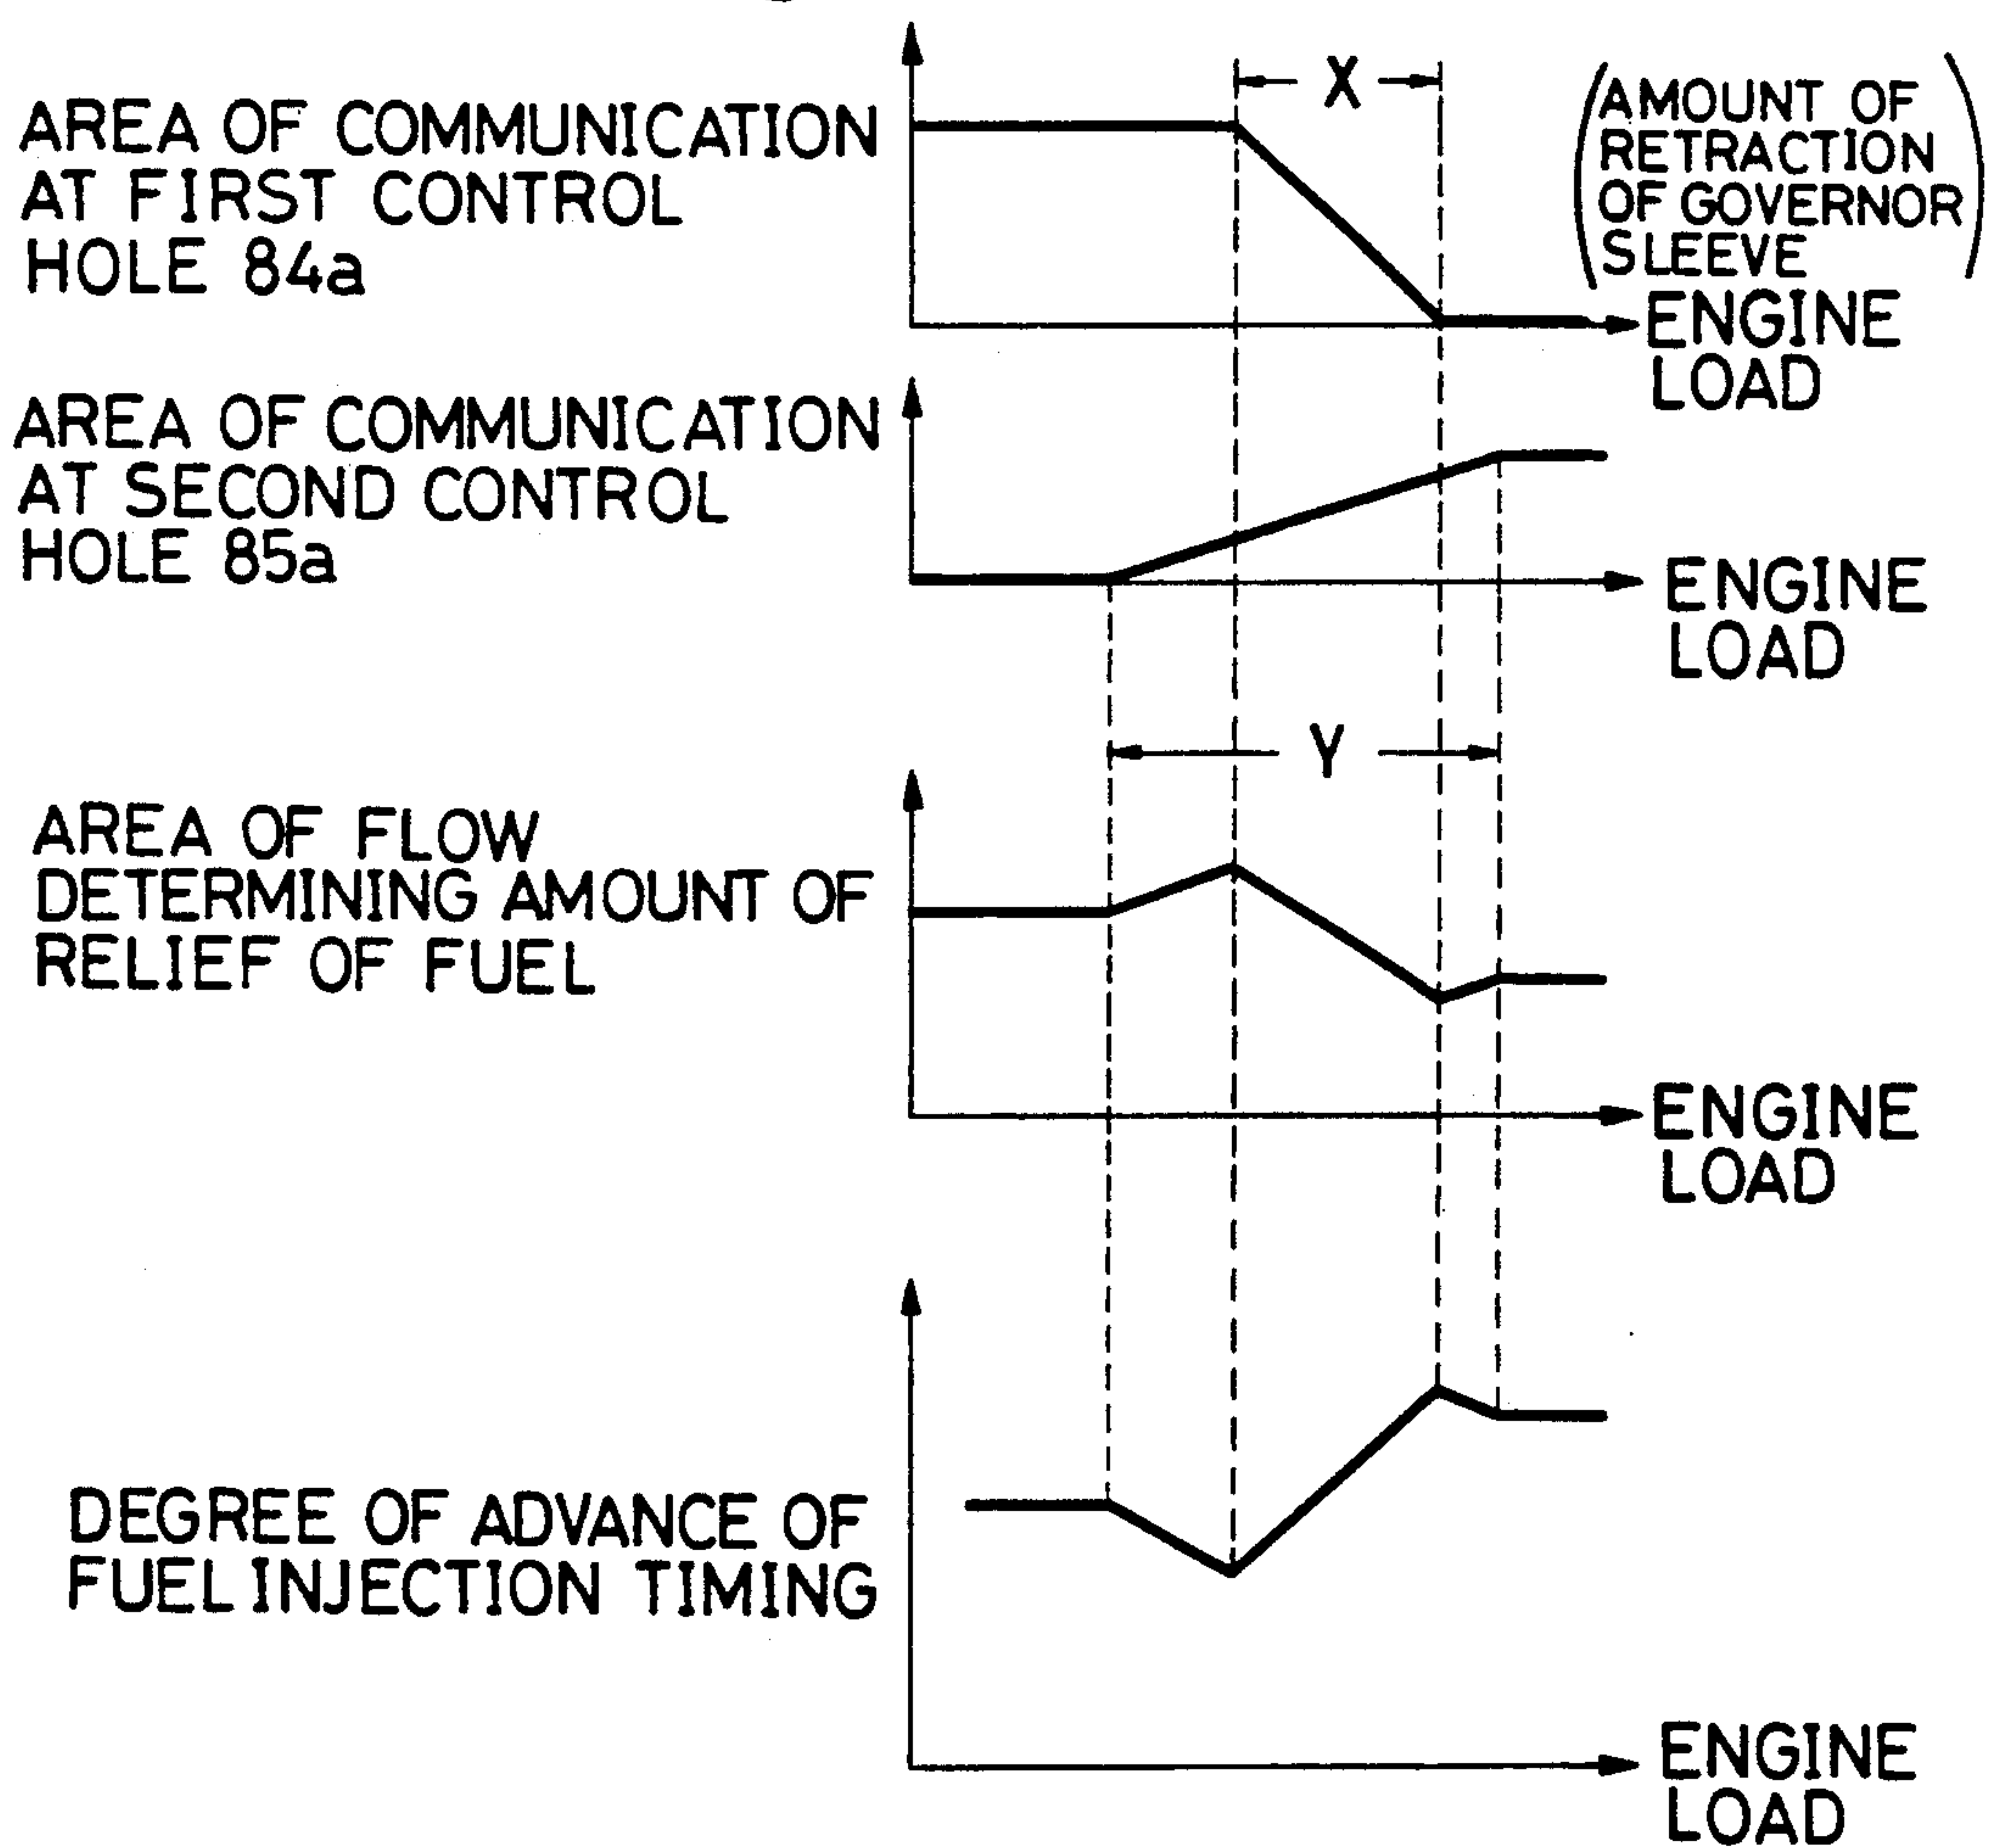 AREA OF COMMUNICATION
AT FIRST CONTROL
HOLE 84a
X
AMOUNT OF
RETRACTION
OF GOVERNOR
SLEEVE
ENGINE
LOAD
AREA OF COMMUNICATION
AT SECOND CONTROL
HOLE 85a
ENGINE
LOAD
Y
AREA OF FLOW
DETERMINING AMOUNT OF
RELIEF OF FUEL
ENGINE
LOAD
DEGREE OF ADVANCE OF
FUEL INJECTION TIMING
ENGINE
LOAD